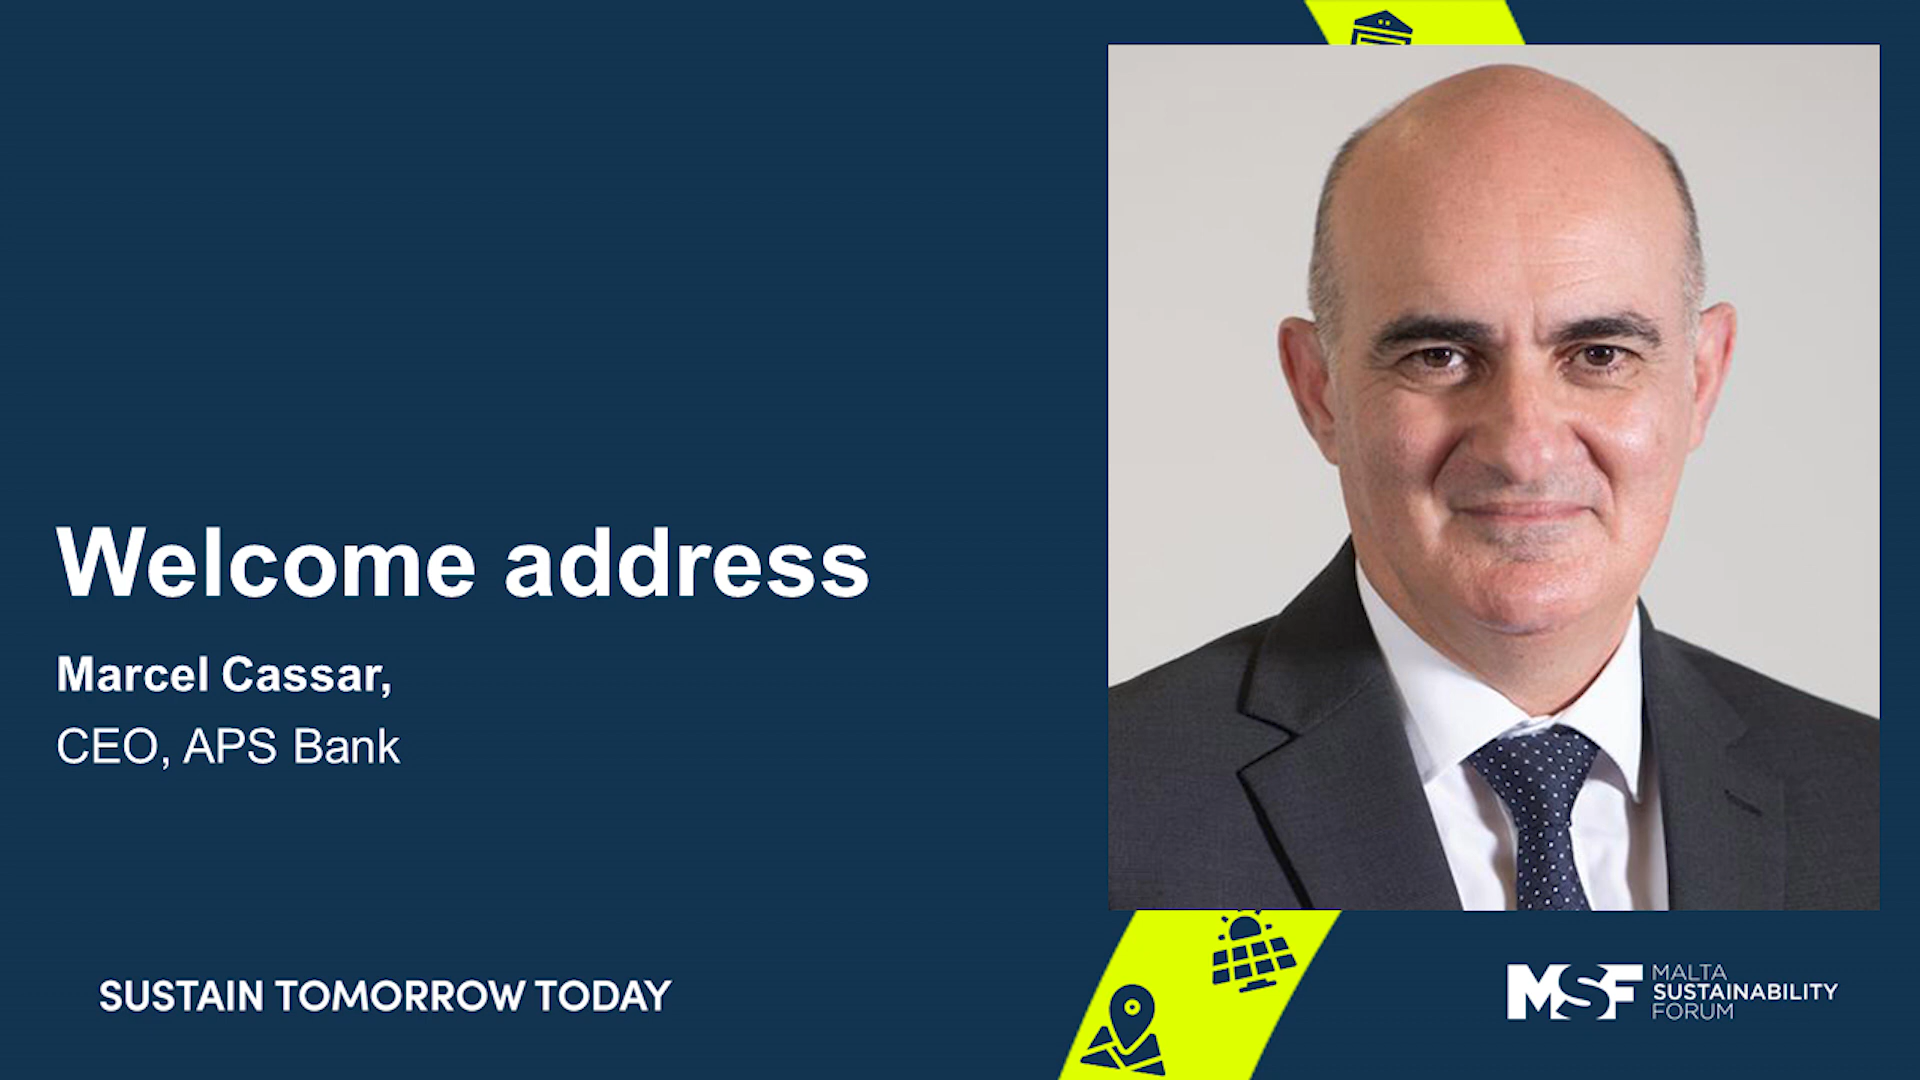 Welcome address
Marcel Cassar,
CEO, APS Bank
SUSTAIN TOMORROW TODAY
MSF
MALTA
SUSTAINABILITY
FORUM